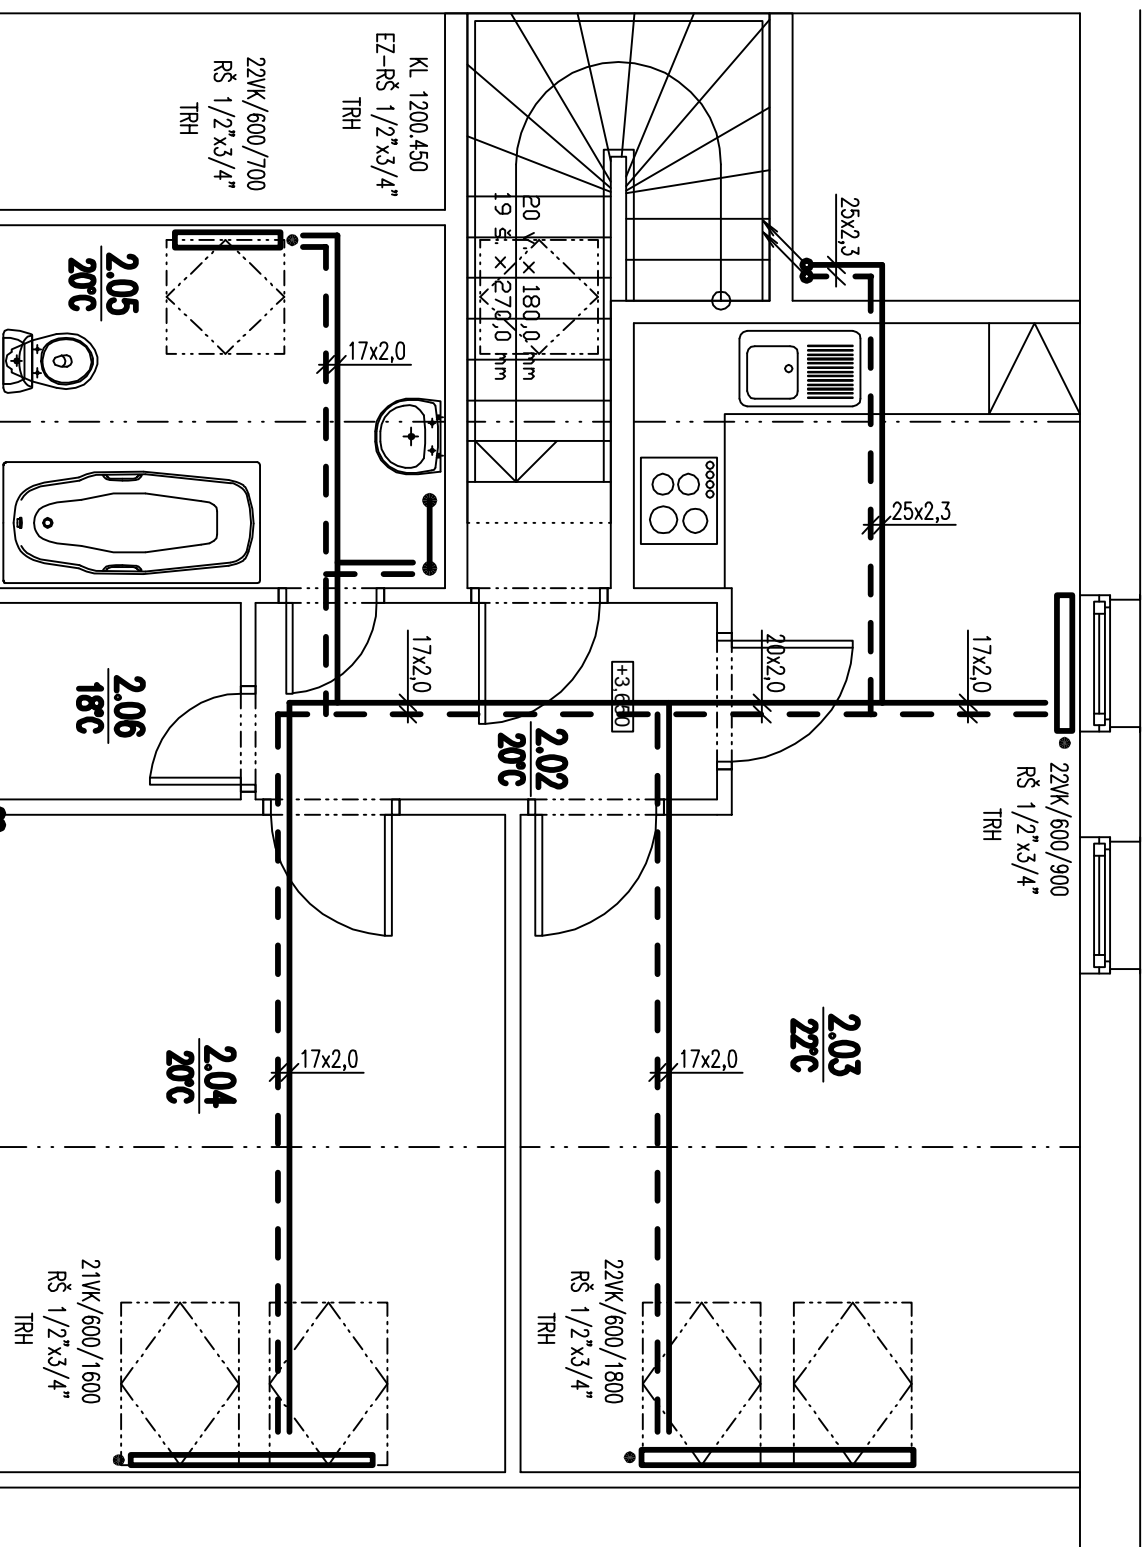 KL 1200.450
EZ-RŠ 1/2"x3/4"
TRH
22VK/600/700
RŠ 1/2"x3/4"
TRH
20 v. x 180,0 mm
19 š. x 270,0 mm
25x2,3
2.05
20°C
17x2,0
25x2,3
17x2,0
20x2,0
17x2,0
+3,650
2.06
18°C
2.02
20°C
22VK/600/900
RŠ 1/2"x3/4"
TRH
2.03
22°C
2.04
20°C
17x2,0
17x2,0
22VK/600/1800
RŠ 1/2"x3/4"
TRH
21VK/600/1600
RŠ 1/2"x3/4"
TRH